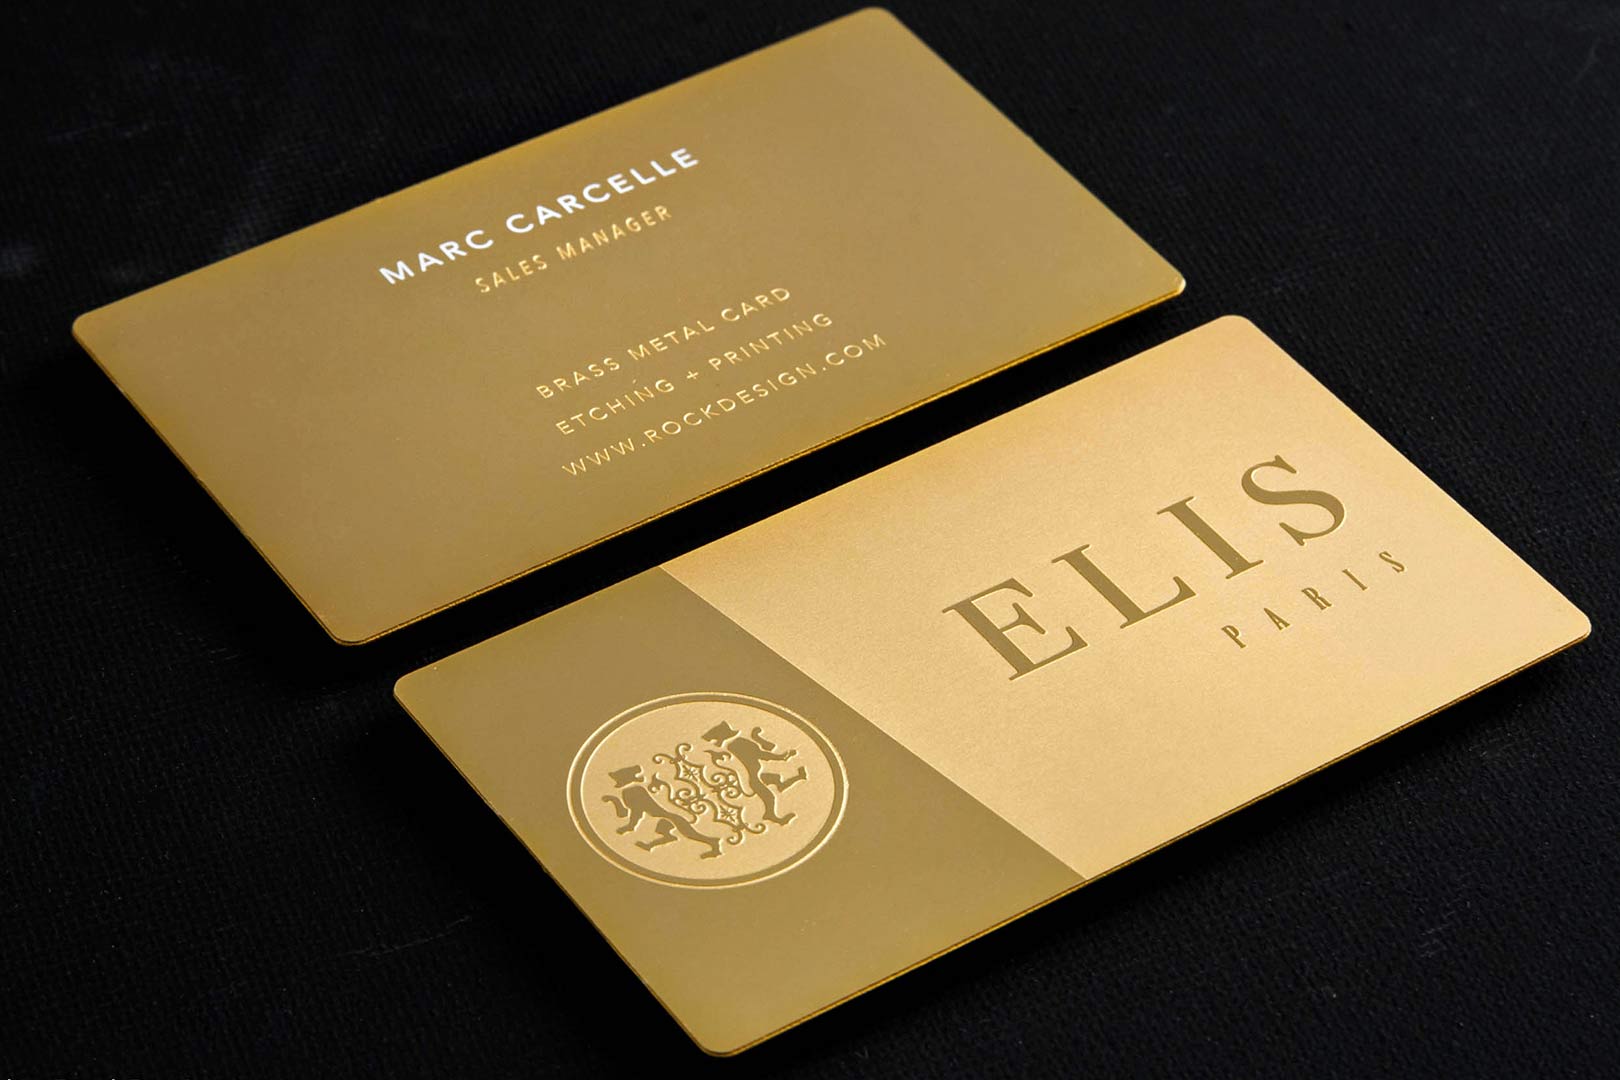 MARC CARCELLE
SALES MANAGER
BRASS METAL CARD
ETCHING + PRINTING
WWW.ROCKDESIGN.COM
ELIS
PARIS